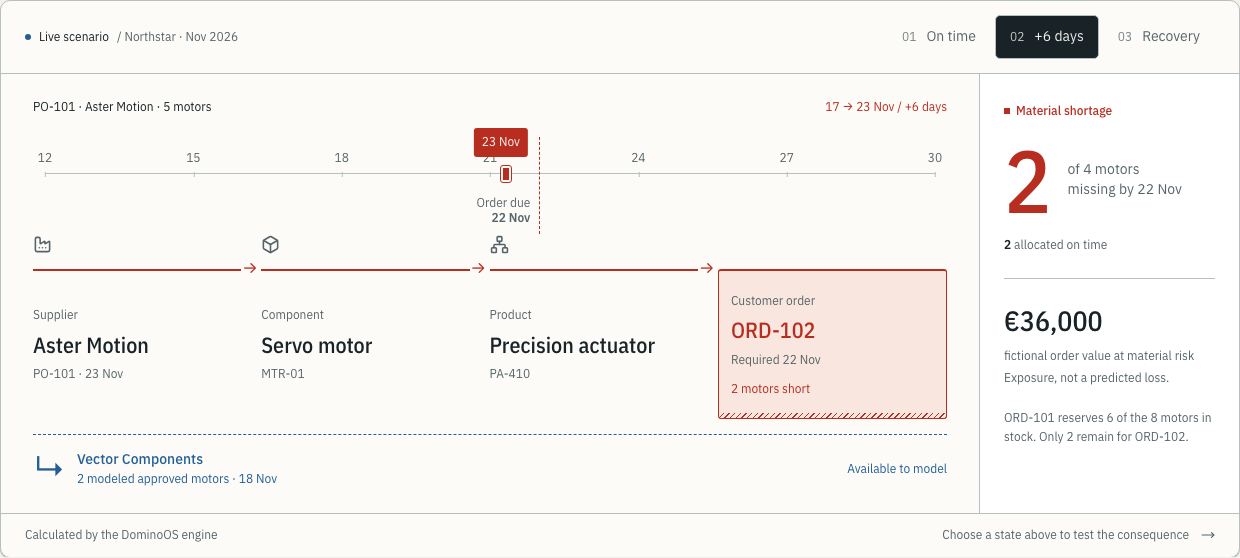 Live scenario / Northstar · Nov 2026
01 On time
02 +6 days
03 Recovery
PO-101 · Aster Motion · 5 motors
17 → 23 Nov / +6 days
23 Nov
12 15 18 21 24 27 30
Order due
22 Nov
Supplier
Aster Motion
PO-101 · 23 Nov
Component
Servo motor
MTR-01
Product
Precision actuator
PA-410
Customer order
ORD-102
Required 22 Nov
2 motors short
Vector Components
2 modeled approved motors · 18 Nov
Available to model
Material shortage
2
of 4 motors
missing by 22 Nov
2 allocated on time
€36,000
fictional order value at material risk
Exposure, not a predicted loss.
ORD-101 reserves 6 of the 8 motors in
stock. Only 2 remain for ORD-102.
Calculated by the DominoOS engine
Choose a state above to test the consequence →